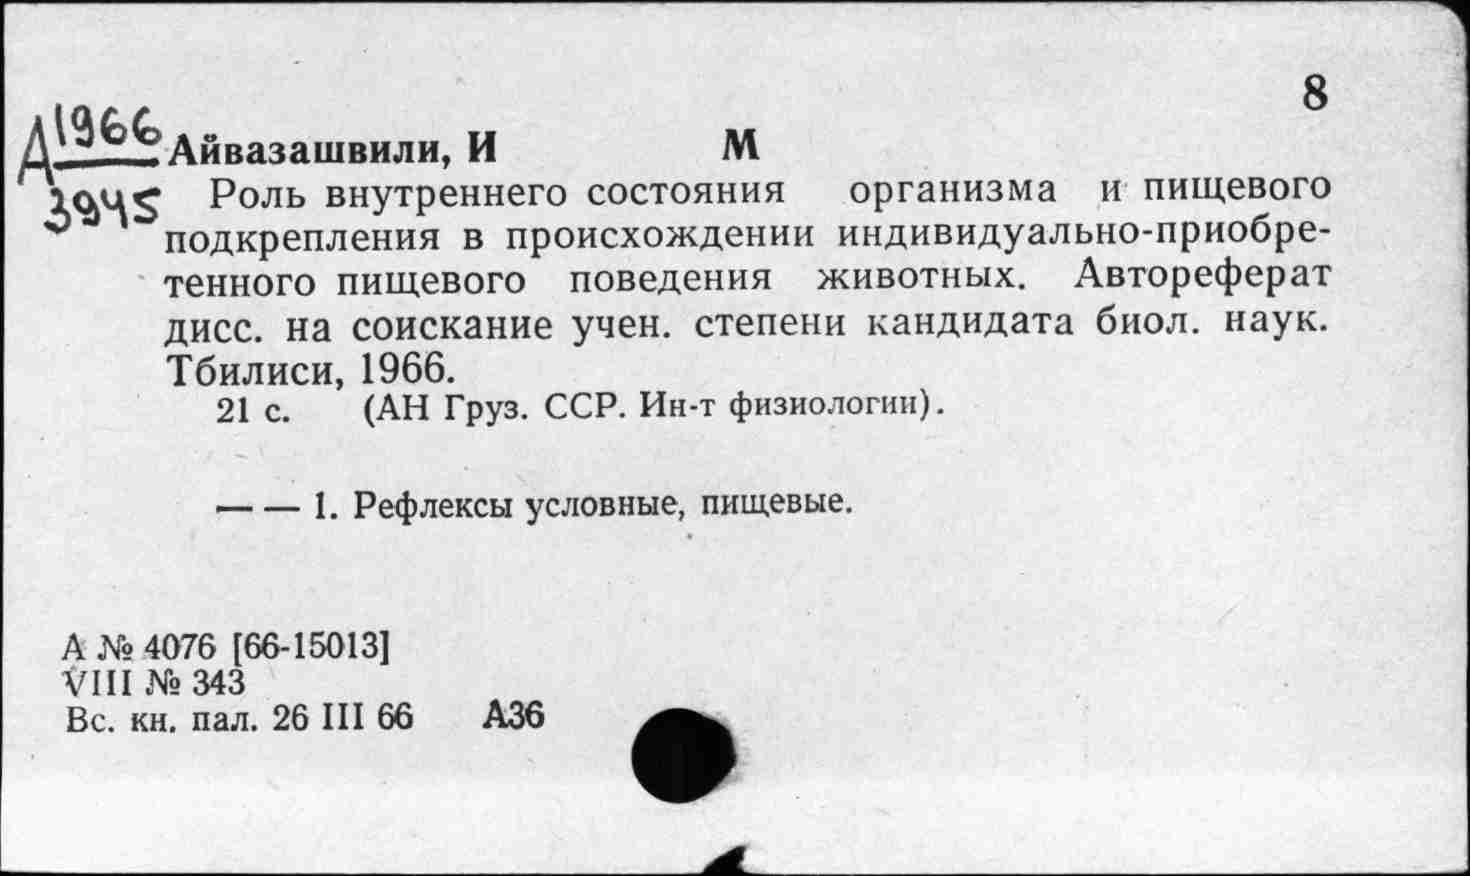 8
Д1966
3945
Айвазашвили, И М
Роль внутреннего состояния организма и пищевого
подкрепления в происхождении индивидуально-приобре-
тенного пищевого поведения животных. Автореферат
дисс. на соискание учен. степени кандидата биол. наук.
Тбилиси, 1966.
21 с. (АН Груз. ССР. Ин-т физиологии).
— — 1. Рефлексы условные, пищевые.
А № 4076 [66-15013]
VIII № 343
Вс. кн. пал. 26 III 66 А36